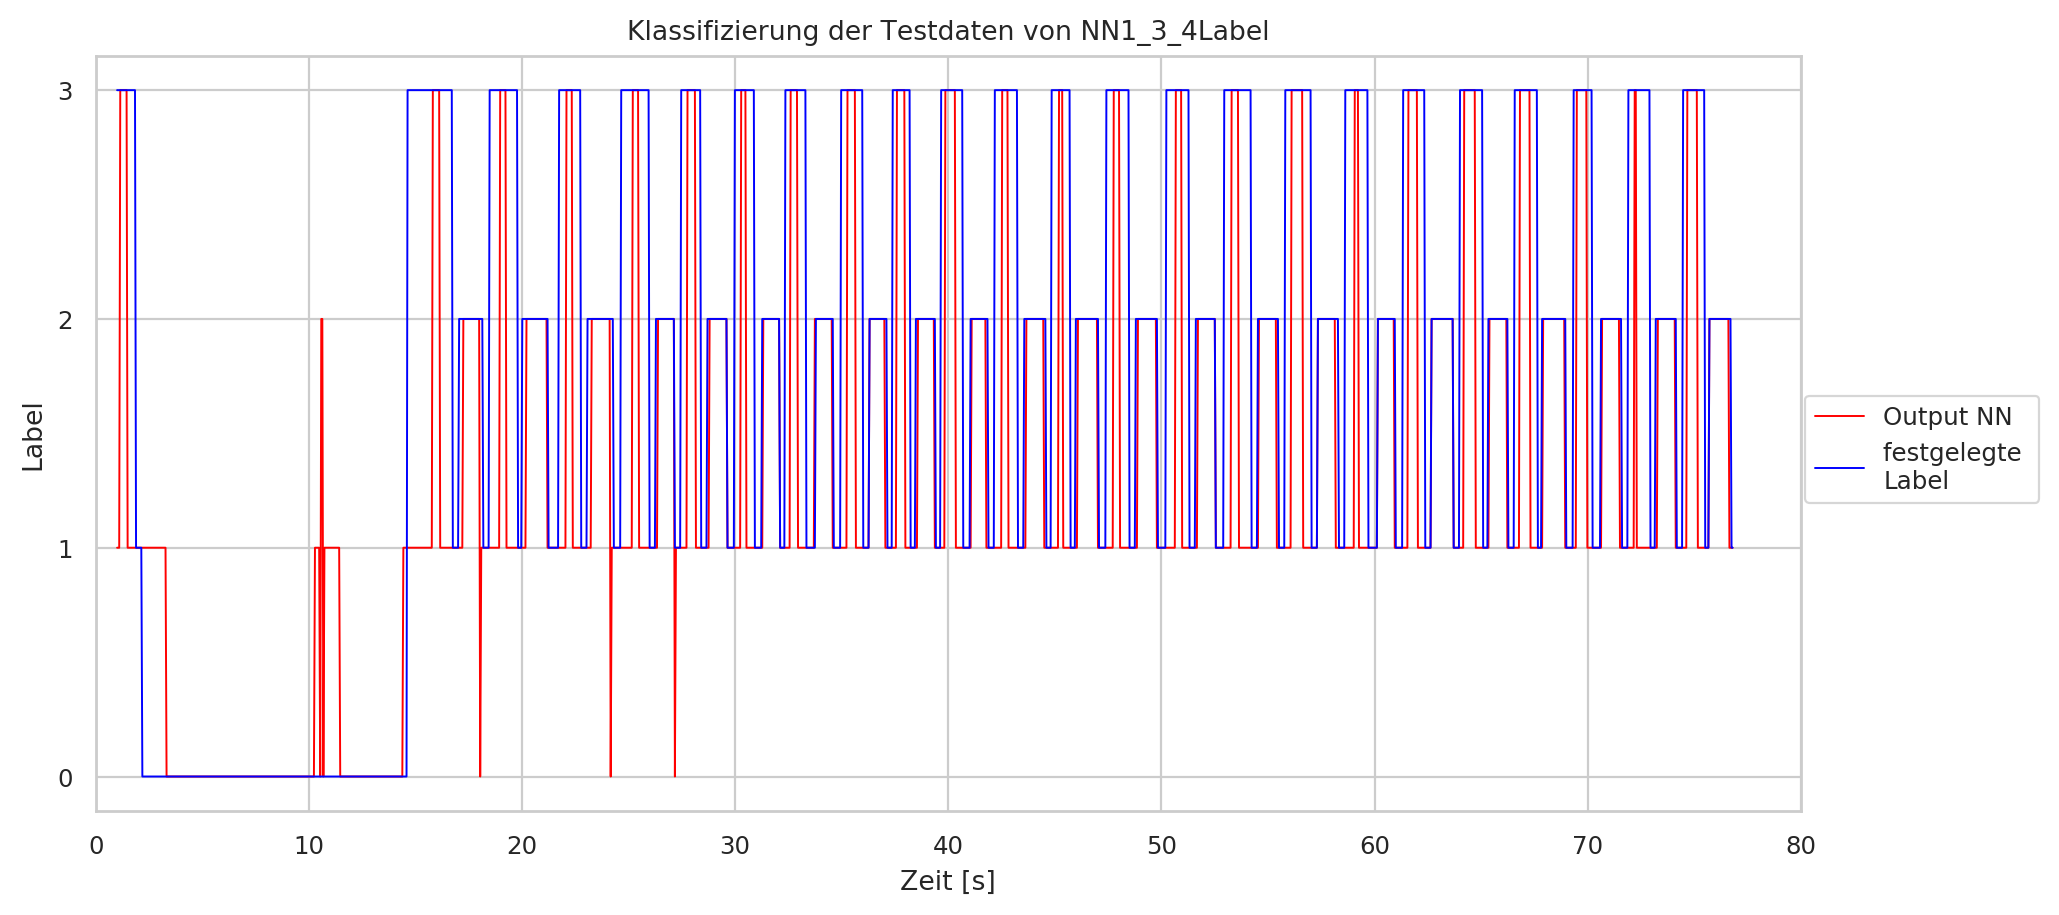 Klassifizierung der Testdaten von NN1_3_4Label
3
2
1
0
Label
0 10 20 30 40 50 60 70 80
Zeit [s]
Output NN
festgelegte
Label